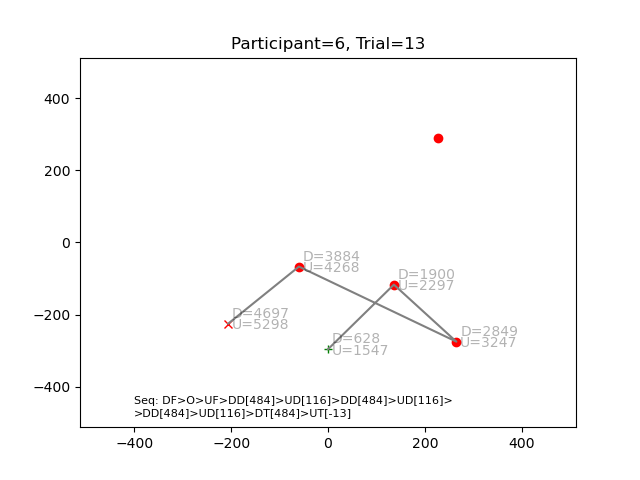 Participant=6, Trial=13
400
200
0
−200
−400
D=3884
U=4268
D=1900
U=2297
D=4697
U=5298
D=628
U=1547
D=2849
U=3247
Seq: DF>O>UF>DD[484]>UD[116]>DD[484]>UD[116]>
>DD[484]>UD[116]>DT[484]>UT[-13]
−400
−200
0
200
400